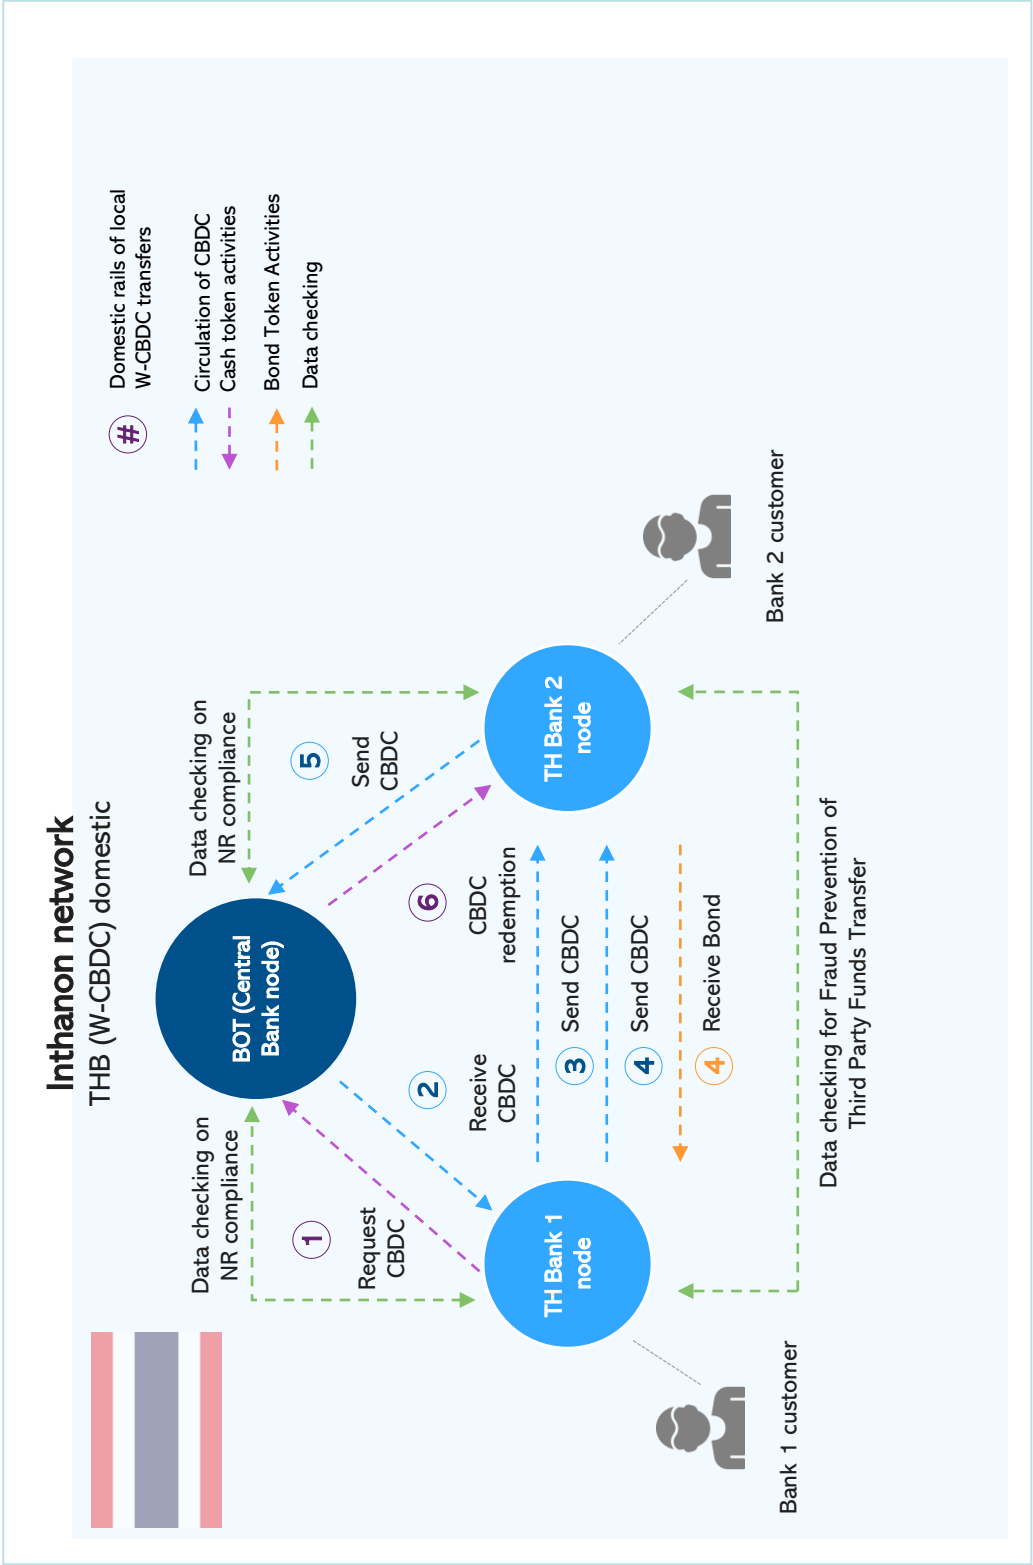 Inthanon network
THB (W-CBDC) domestic
#
Domestic rails of local
W-CBDC transfers
Circulation of CBDC
Cash token activities
Bond Token Activities
Data checking
Data checking on
NR compliance
Data checking on
NR compliance
BOT (Central
Bank node)
1
Request
CBDC
2
Receive
CBDC
6
CBDC
redemption
5
Send
CBDC
TH Bank 1
node
TH Bank 2
node
3 Send CBDC
4 Send CBDC
4 Receive Bond
Bank 1 customer
Bank 2 customer
Data checking for Fraud Prevention of
Third Party Funds Transfer